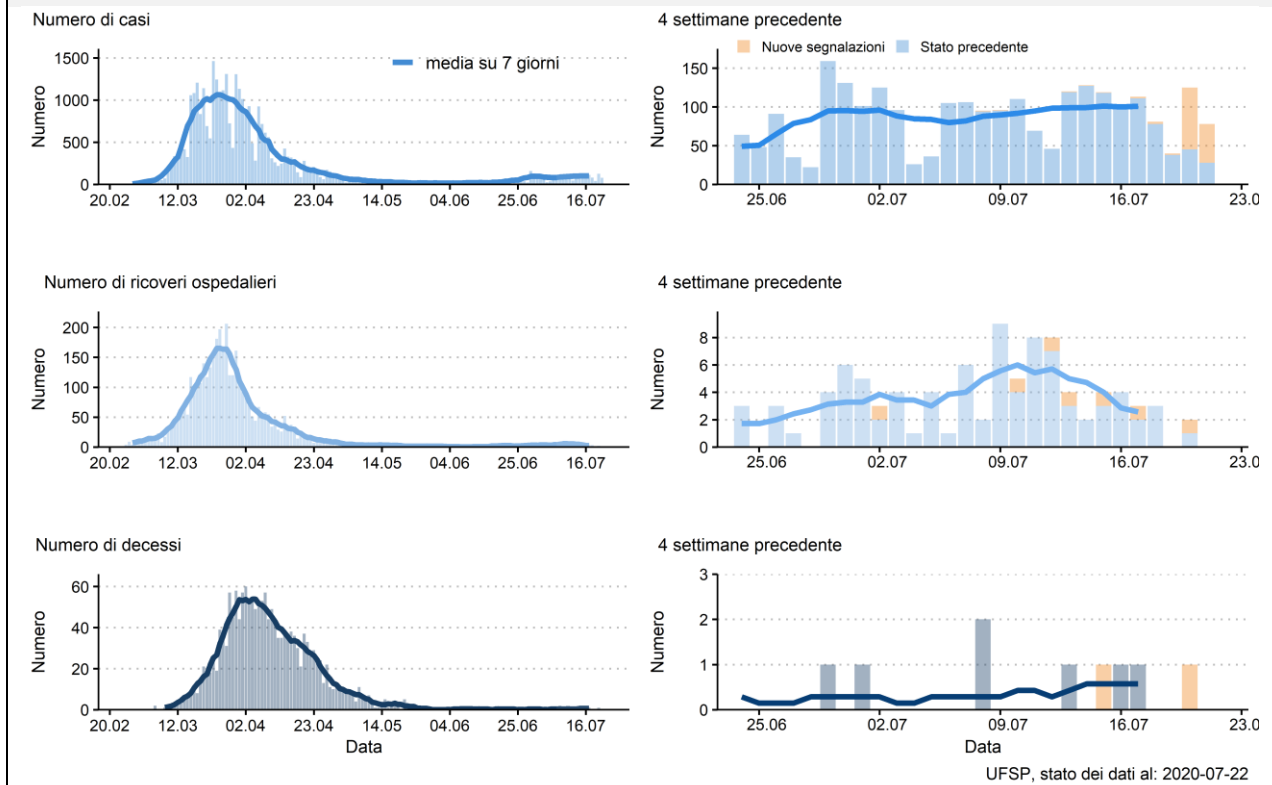 Numero di casi
1500
1000
500
0
Numero
media su 7 giorni
20.02 12.03 02.04 23.04 14.05 04.06 25.06 16.07
4 settimane precedente
Nuove segnalazioni Stato precedente
150
100
50
0
Numero
25.06 02.07 09.07 16.07 23.0
Numero di ricoveri ospedalieri
200
150
100
50
0
Numero
20.02 12.03 02.04 23.04 14.05 04.06 25.06 16.07
4 settimane precedente
8
6
4
2
0
Numero
25.06 02.07 09.07 16.07 23.0
Numero di decessi
60
40
20
0
Numero
20.02 12.03 02.04 23.04 14.05 04.06 25.06 16.07
Data
4 settimane precedente
3
2
1
0
Numero
25.06 02.07 09.07 16.07 23.0
Data
UFSP, stato dei dati al: 2020-07-22